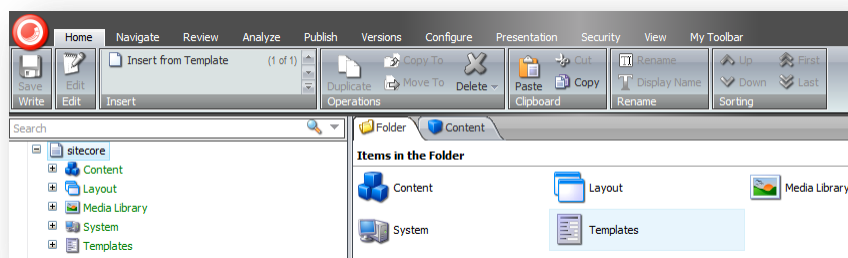 Home Navigate Review Analyze Publish Versions Configure Presentation Security View My Toolbar
Insert from Template (1 of 1) Copy To Cut Rename Up First
Save Edit Duplicate Move To Delete Paste Copy Display Name Down Last
Write Edit Insert Operations Clipboard Rename Sorting
Search Folder Content
sitecore Items in the Folder
Content Content Layout Media Library
Layout
Media Library
System System Templates
Templates